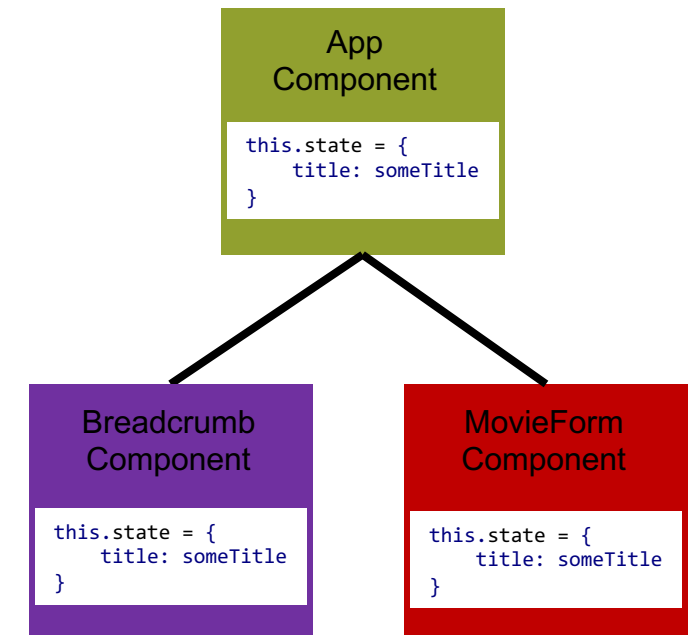 App
Component
this.state = {
    title: someTitle
}
Breadcrumb
Component
this.state = {
    title: someTitle
}
MovieForm
Component
this.state = {
    title: someTitle
}